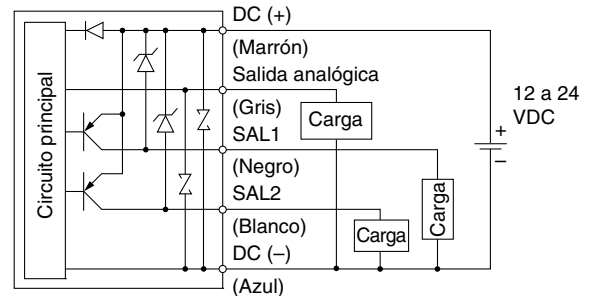 DC (+)
(Marrón)
Salida analógica
(Gris)
SAL1
(Negro)
SAL2
(Blanco)
DC (–)
(Azul)
Circuito principal
Carga
Carga
Carga
12 a 24
VDC
+
–